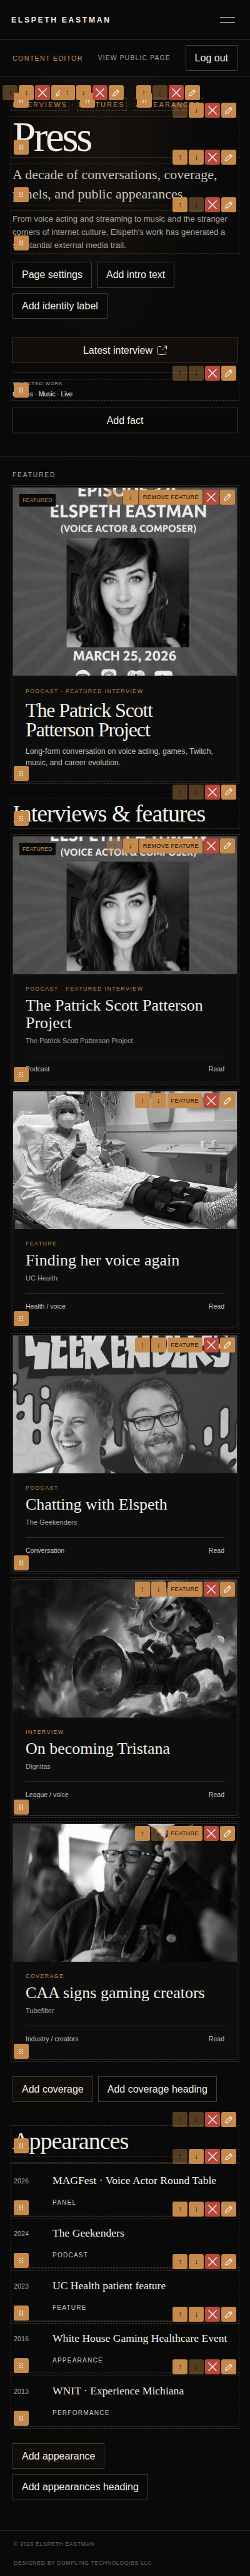 ELSPETH EASTMAN
CONTENT EDITOR
VIEW PUBLIC PAGE
Log out
Press
A decade of conversations, coverage,
and public appearances
From voice acting and streaming to music and the stranger
corners of internet culture, Elspeth's work has generated a
external media trail.
Page settings
Add intro text
Add identity label
Latest interview
WORK
· Music · Live
Add fact
FEATURED
FEATURED
REMOVE FEATURE
(VOICE ACTOR & COMPOSER)
MARCH 25, 2026
PODCAST · FEATURED INTERVIEW
The Patrick Scott
Patterson Project
Long-form conversation on voice acting, games, Twitch,
music, and career evolution.
Interviews & features
FEATURED
REMOVE FEATURE
PODCAST · FEATURED INTERVIEW
The Patrick Scott Patterson
Project
The Patrick Scott Patterson Project
Podcast
Read
FEATURE
FEATURE
Finding her voice again
UC Health
Health / voice
Read
FEATURE
PODCAST
Chatting with Elspeth
The Geekenders
Conversation
Read
FEATURE
INTERVIEW
On becoming Tristana
Dignitas
League / voice
Read
FEATURE
COVERAGE
CAA signs gaming creators
Tubefilter
Industry / creators
Read
Add coverage
Add coverage heading
Appearances
2026
MAGFest · Voice Actor Round Table
PANEL
2024
The Geekenders
PODCAST
2023
UC Health patient feature
FEATURE
2016
White House Gaming Healthcare Event
APPEARANCE
2013
WNIT · Experience Michiana
PERFORMANCE
Add appearance
Add appearances heading
© 2026 ELSPETH EASTMAN
DESIGNED BY DUMPLING TECHNOLOGIES LLC